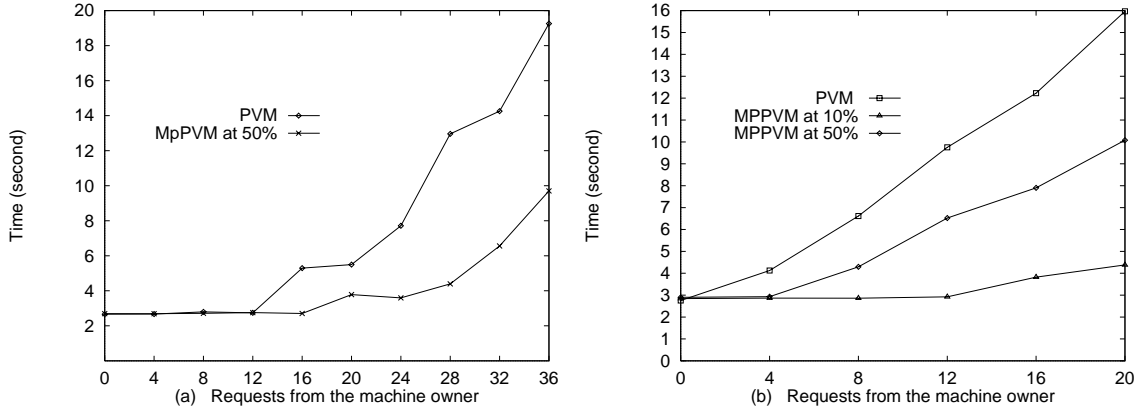 20
18
16
14
12
10
8
6
4
2
Time (second)
PVM
MpPVM at 50%
0 4 8 12 16 20 24 28 32 36
(a) Requests from the machine owner
16
15
14
13
12
11
10
9
8
7
6
5
4
3
2
1
0
Time (second)
PVM
MPPVM at 10%
MPPVM at 50%
0 4 8 12 16 20
(b) Requests from the machine owner